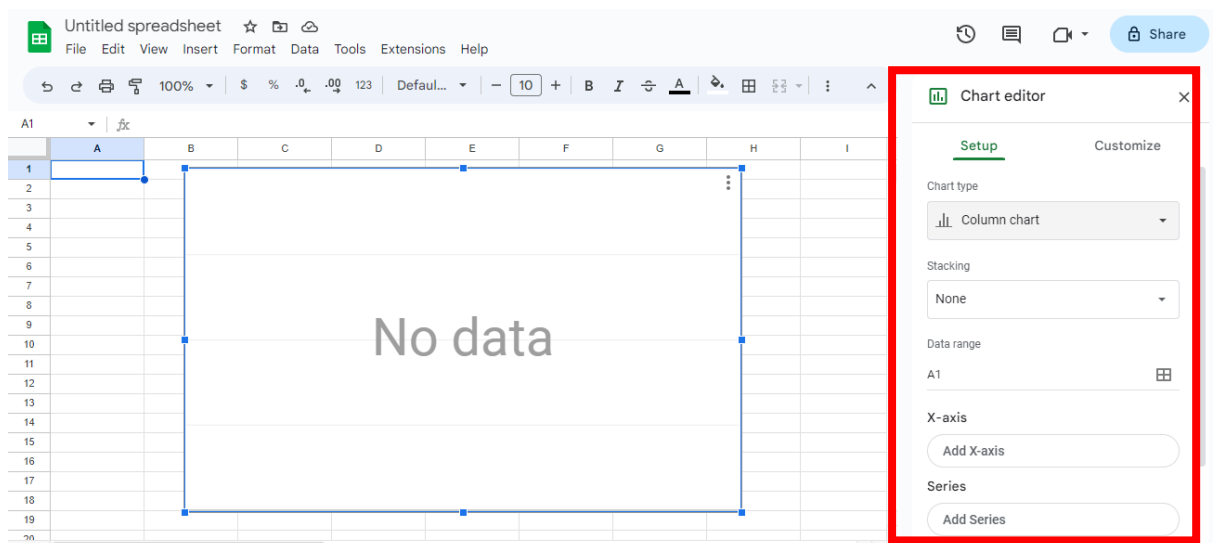 Untitled spreadsheet
File Edit View Insert Format Data Tools Extensions Help
Share
100% $ % .0 .00 123 Defaul... − 10 + B I A
A1 fx
A B C D E F G H I
1
2
3
4
5
6
7
8
9
10
11
12
13
14
15
16
17
18
19
20
No data
Chart editor
Setup Customize
Chart type
Column chart
Stacking
None
Data range
A1
X-axis
Add X-axis
Series
Add Series